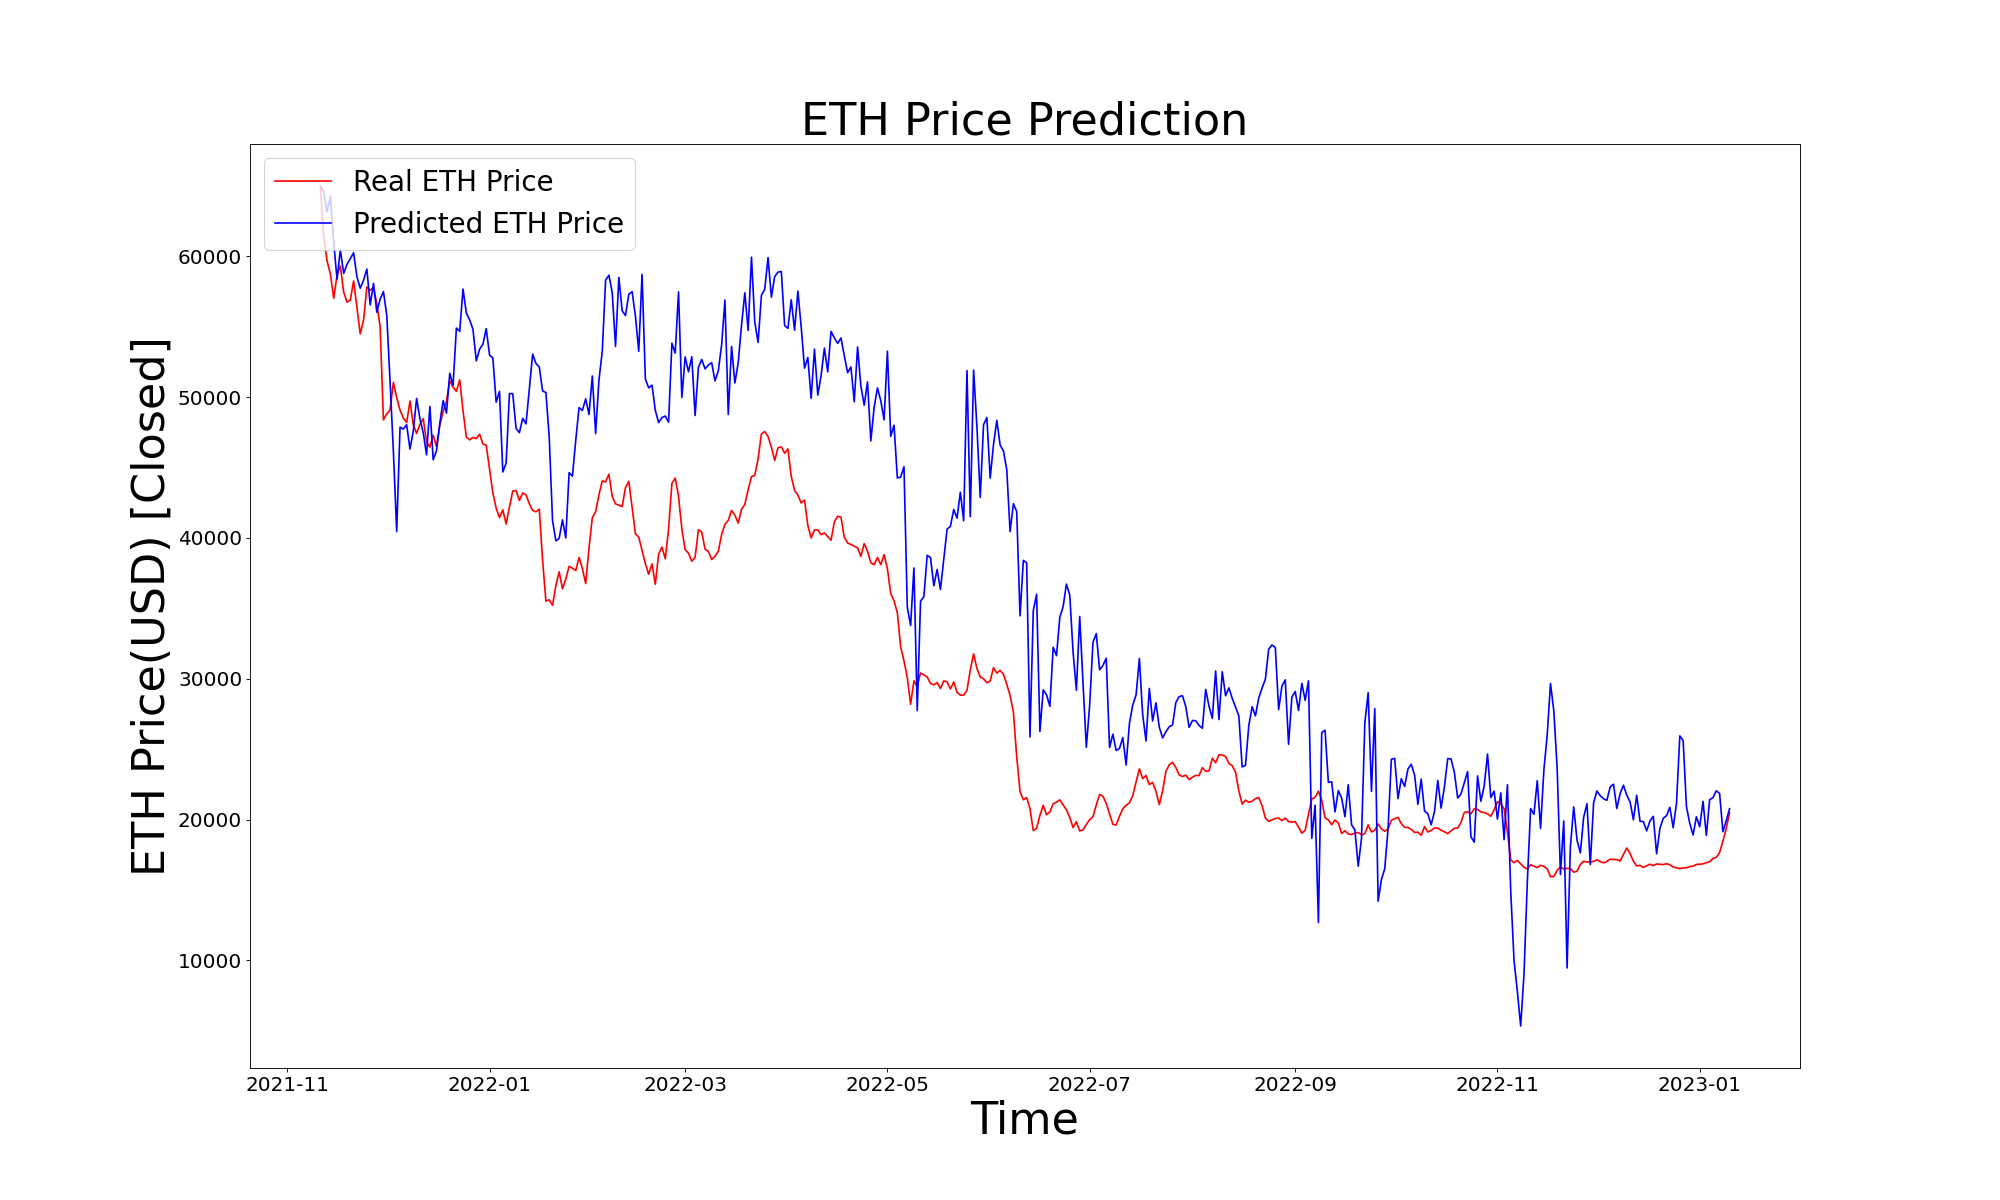 ETH Price Prediction
Real ETH Price
Predicted ETH Price
ETH Price(USD) [Closed]
60000
50000
40000
30000
20000
10000
2021-11
2022-01
2022-03
2022-05
2022-07
2022-09
2022-11
2023-01
Time